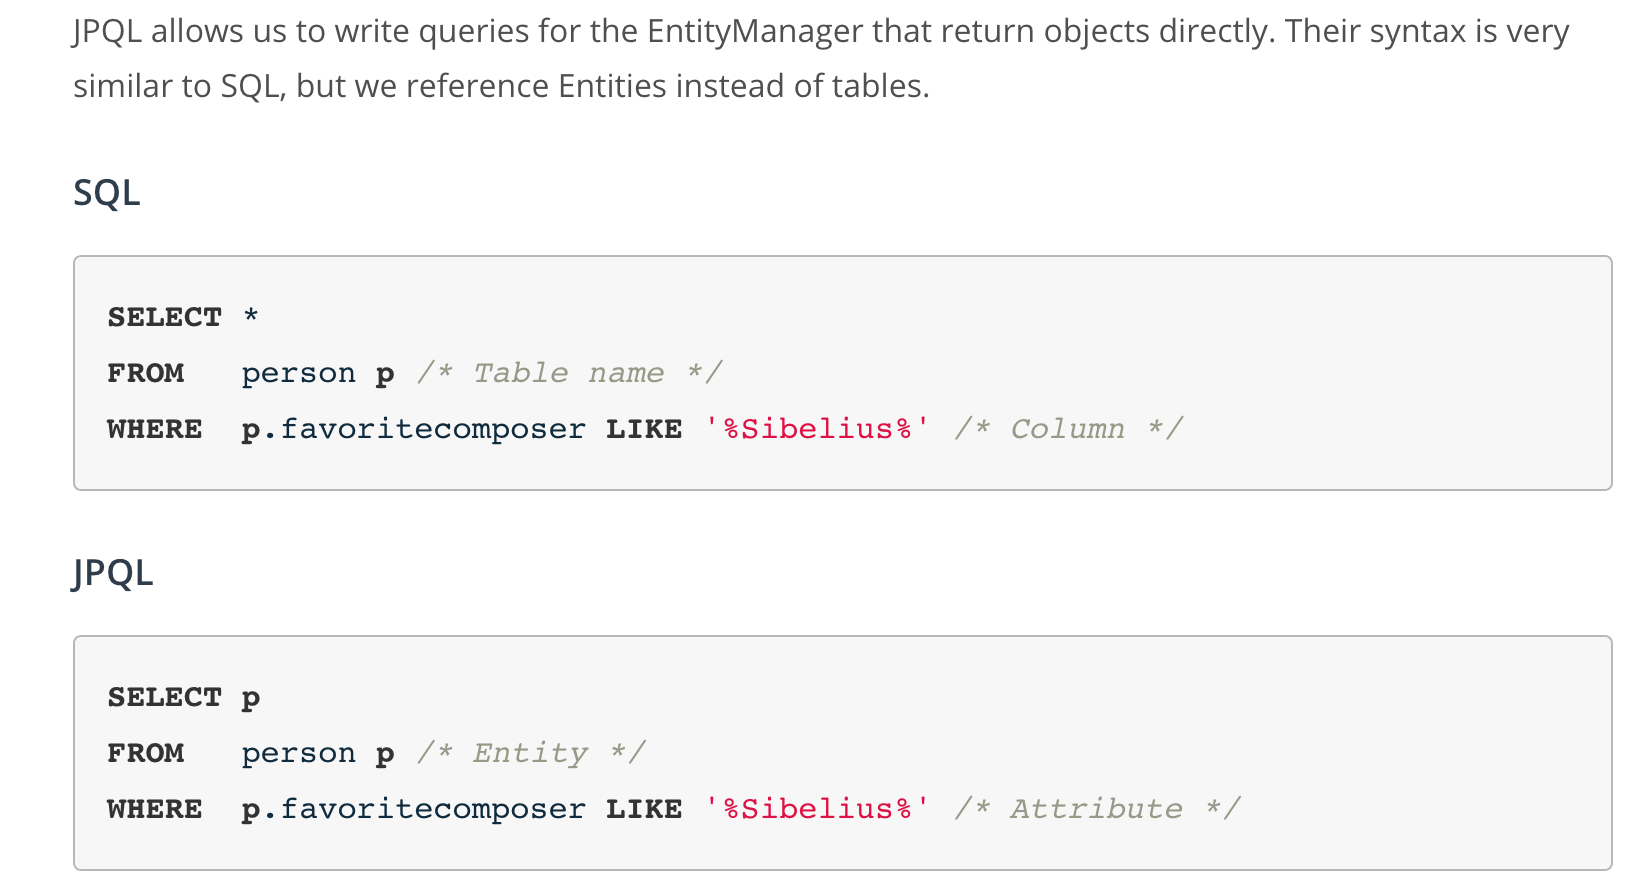 JPQL allows us to write queries for the EntityManager that return objects directly. Their syntax is very
similar to SQL, but we reference Entities instead of tables.
SQL
SELECT *
FROM   person p /* Table name */
WHERE  p.favoritecomposer LIKE '%Sibelius%' /* Column */
JPQL
SELECT p
FROM   person p /* Entity */
WHERE  p.favoritecomposer LIKE '%Sibelius%' /* Attribute */